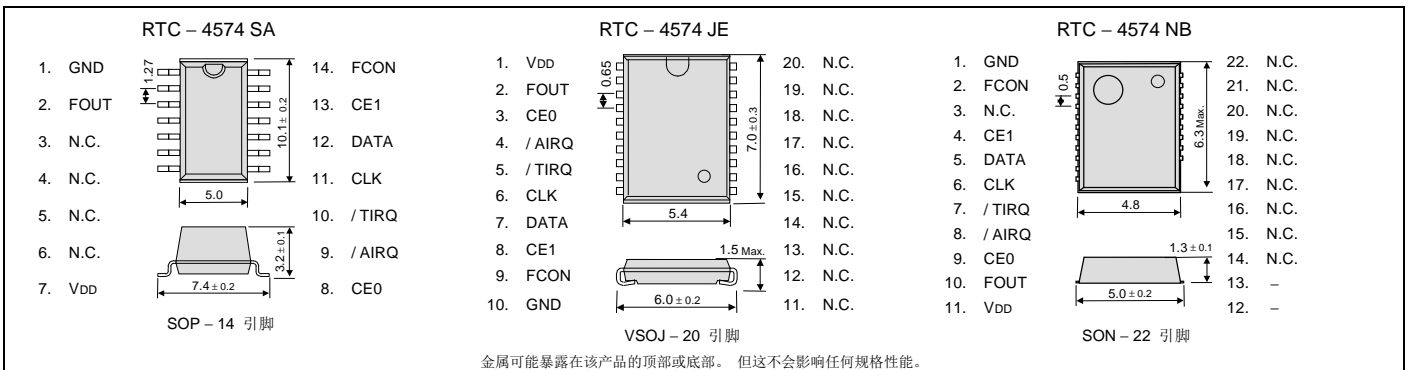 RTC – 4574 SA
1. GND
2. FOUT
3. N.C.
4. N.C.
5. N.C.
6. N.C.
7. VDD
14. FCON
13. CE1
12. DATA
11. CLK
10. / TIRQ
9. / AIRQ
8. CE0
1.27
10.1 ± 0.2
5.0
3.2 ± 0.1
7.4 ± 0.2
SOP – 14 引脚
RTC – 4574 JE
1. VDD
2. FOUT
3. CE0
4. / AIRQ
5. / TIRQ
6. CLK
7. DATA
8. CE1
9. FCON
10. GND
20. N.C.
19. N.C.
18. N.C.
17. N.C.
16. N.C.
15. N.C.
14. N.C.
13. N.C.
12. N.C.
11. N.C.
0.65
7.0 ± 0.3
5.4
1.5 Max.
6.0 ± 0.2
VSOJ – 20 引脚
RTC – 4574 NB
1. GND
2. FCON
3. N.C.
4. CE1
5. DATA
6. CLK
7. / TIRQ
8. / AIRQ
9. CE0
10. FOUT
11. VDD
22. N.C.
21. N.C.
20. N.C.
19. N.C.
18. N.C.
17. N.C.
16. N.C.
15. N.C.
14. N.C.
13. –
12. –
0.5
6.3 Max.
4.8
1.3 ± 0.1
5.0 ± 0.2
SON – 22 引脚
金属可能暴露在该产品的顶部或底部。 但这不会影响任何规格性能。